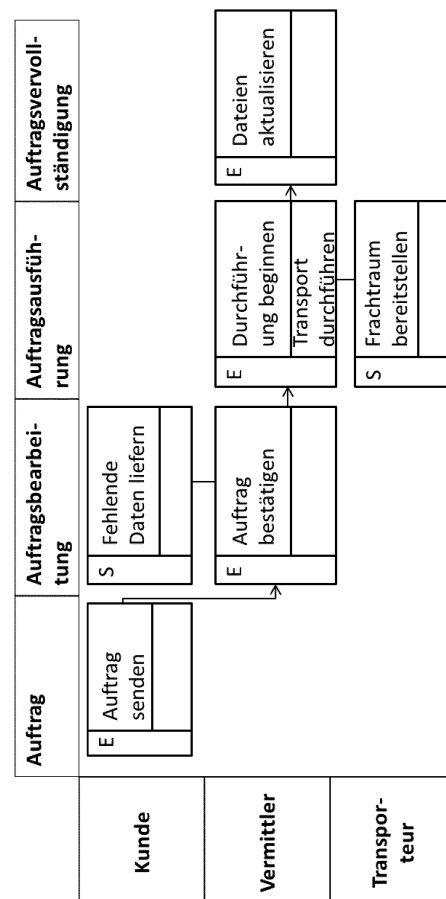 Auftrag
Auftragsbearbei-
tung
Auftragsausfüh-
rung
Auftragsvervoll-
ständigung
Kunde
E
Auftrag
senden
S
Fehlende
Daten liefern
Vermittler
E
Auftrag
bestätigen
E
Durchführ-
ung beginnen
Transport
durchführen
E
Dateien
aktualisieren
Transpor-
teur
S
Frachtraum
bereitstellen